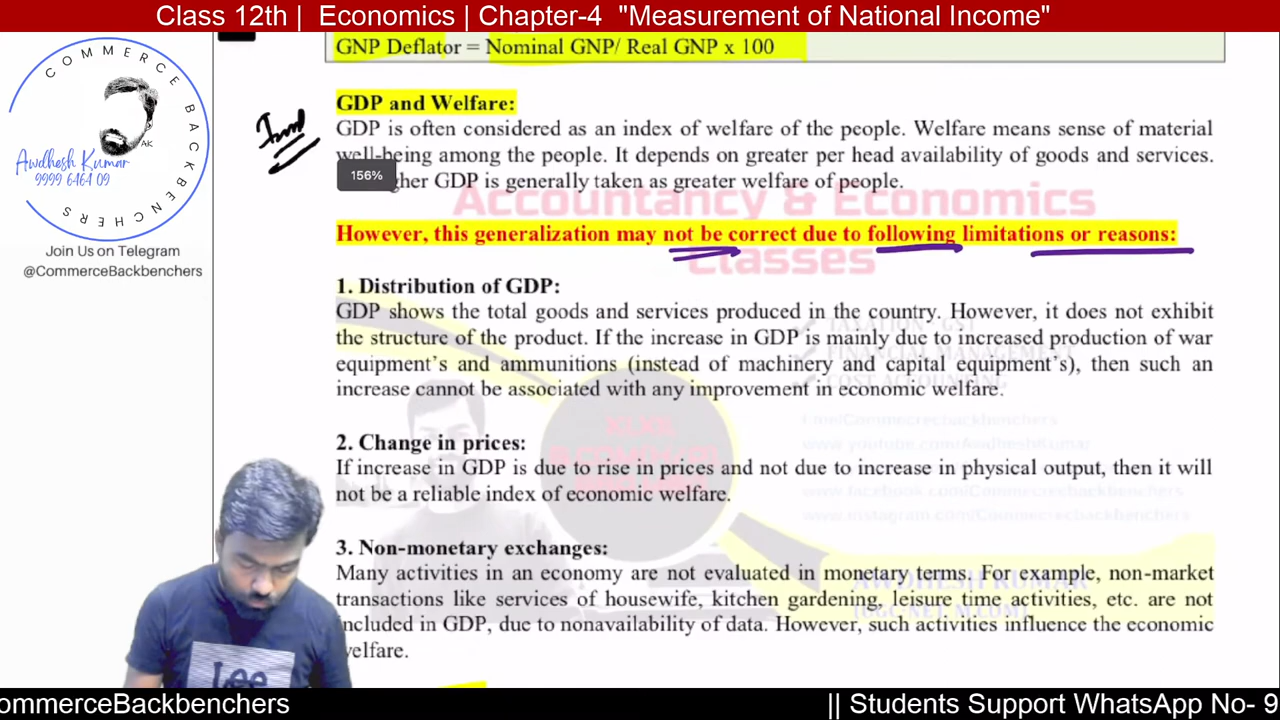 Class 12th | Economics | Chapter-4 "Measurement of National Income"
GNP Deflator = Nominal GNP/ Real GNP x 100
COMMERCE
BACKBENCHERS
AK
Awdhesh Kumar
9999 6464 09
Join Us on Telegram
@CommerceBackbenchers
Imp
GDP and Welfare:
GDP is often considered as an index of welfare of the people. Welfare means sense of material
well-being among the people. It depends on greater per head availability of goods and services.
156%
gher GDP is generally taken as greater welfare of people.
Accountancy & Economics
Classes
However, this generalization may not be correct due to following limitations or reasons:
1. Distribution of GDP:
GDP shows the total goods and services produced in the country. However, it does not exhibit
the structure of the product. If the increase in GDP is mainly due to increased production of war
equipment's and ammunitions (instead of machinery and capital equipment's), then such an
increase cannot be associated with any improvement in economic welfare.
TAXATION - GST
FINANCIAL MANAGEMENT
COST ACCOUNTING
2. Change in prices:
If increase in GDP is due to rise in prices and not due to increase in physical output, then it will
not be a reliable index of economic welfare.
3. Non-monetary exchanges:
Many activities in an economy are not evaluated in monetary terms. For example, non-market
transactions like services of housewife, kitchen gardening, leisure time activities, etc. are not
included in GDP, due to nonavailability of data. However, such activities influence the economic
welfare.
AWDHESH KUMAR
Lee
ommerceBackbenchers
|| Students Support WhatsApp No- 9